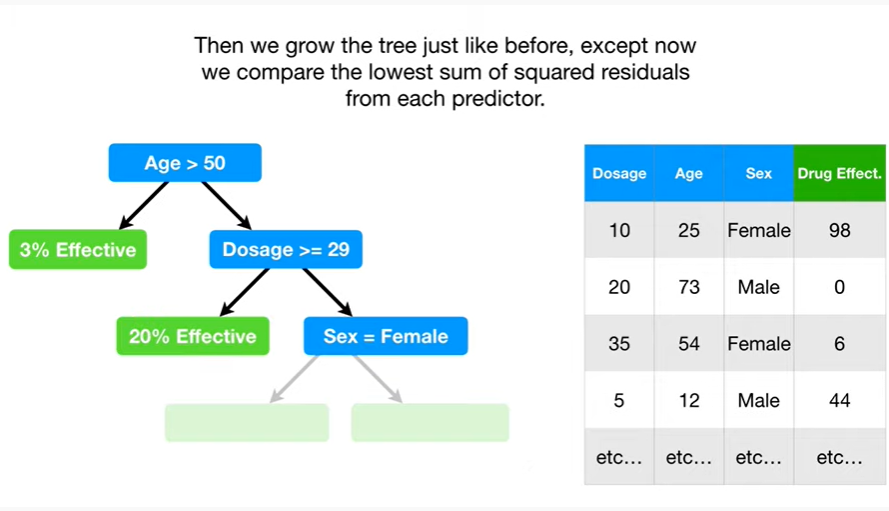 Then we grow the tree just like before, except now
we compare the lowest sum of squared residuals
from each predictor.
Age > 50
3% Effective
Dosage >= 29
20% Effective
Sex = Female
Dosage Age Sex Drug Effect.
10 25 Female 98
20 73 Male 0
35 54 Female 6
5 12 Male 44
etc... etc... etc... etc...